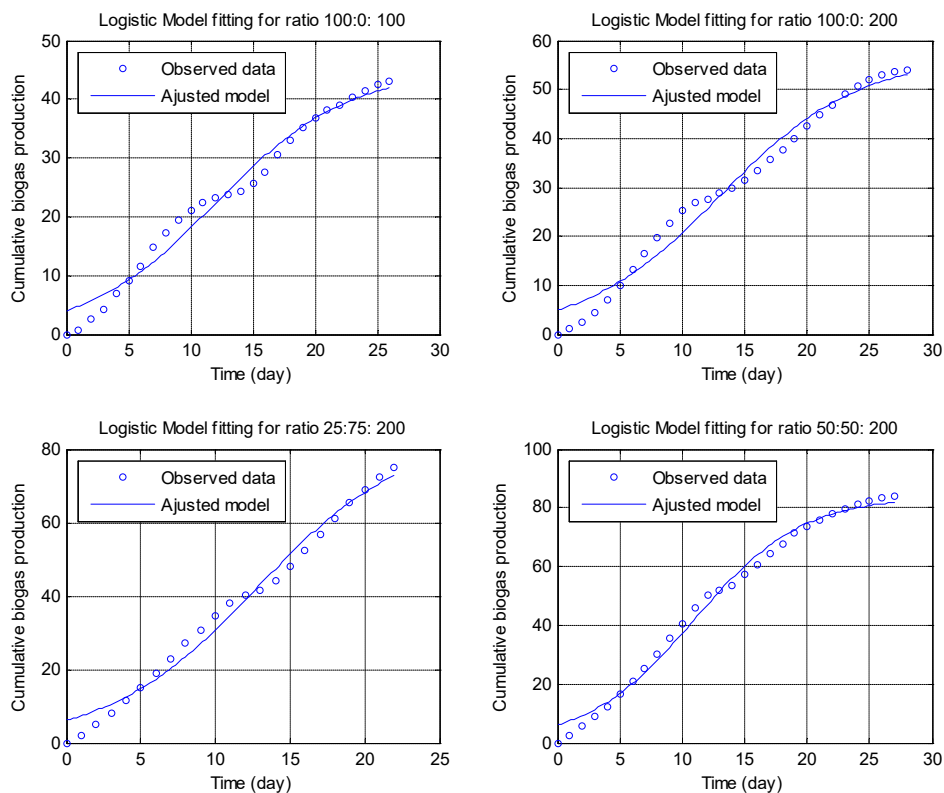 Logistic Model fitting for ratio 100:0: 100
50
40
30
20
10
0
0 5 10 15 20 25 30
Cumulative biogas production
Time (day)
Observed data
Ajusted model
Logistic Model fitting for ratio 100:0: 200
60
50
40
30
20
10
0
0 5 10 15 20 25 30
Cumulative biogas production
Time (day)
Observed data
Ajusted model
Logistic Model fitting for ratio 25:75: 200
80
60
40
20
0
0 5 10 15 20 25
Cumulative biogas production
Time (day)
Observed data
Ajusted model
Logistic Model fitting for ratio 50:50: 200
100
80
60
40
20
0
0 5 10 15 20 25 30
Cumulative biogas production
Time (day)
Observed data
Ajusted model